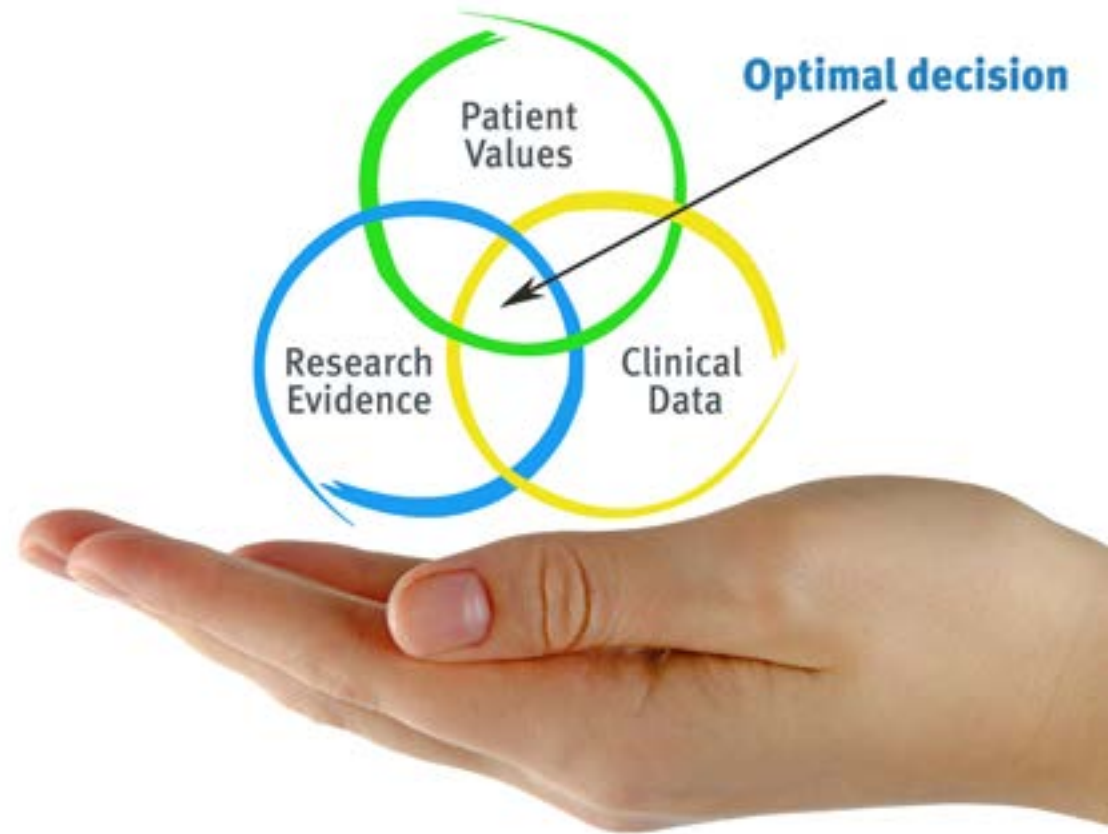 Optimal decision
Patient
Values
Research
Evidence
Clinical
Data